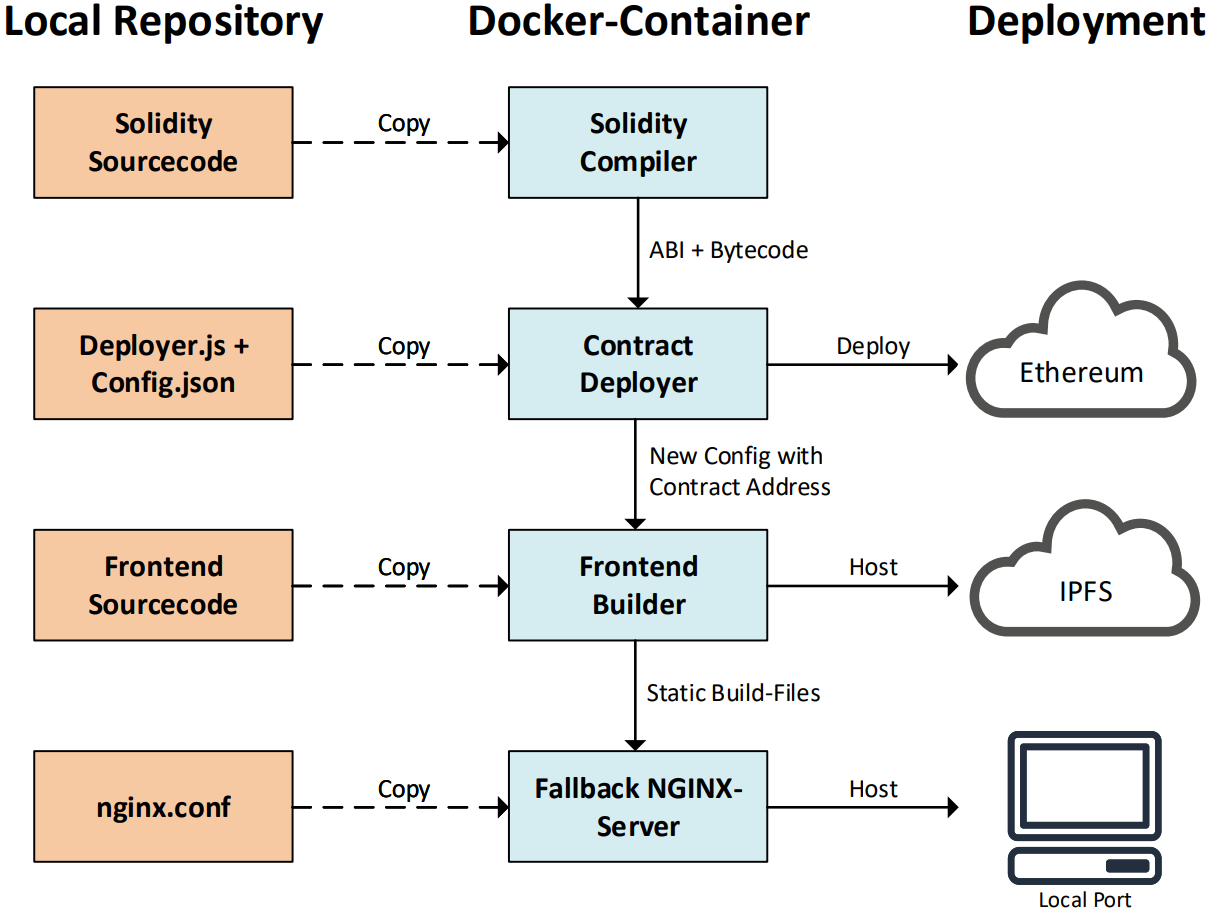 Local Repository
Docker-Container
Deployment
Solidity
Sourcecode
Copy
Solidity
Compiler
ABI + Bytecode
Deployer.js +
Config.json
Copy
Contract
Deployer
Deploy
Ethereum
New Config with
Contract Address
Frontend
Sourcecode
Copy
Frontend
Builder
Host
IPFS
Static Build-Files
nginx.conf
Copy
Fallback NGINX-
Server
Host
Local Port